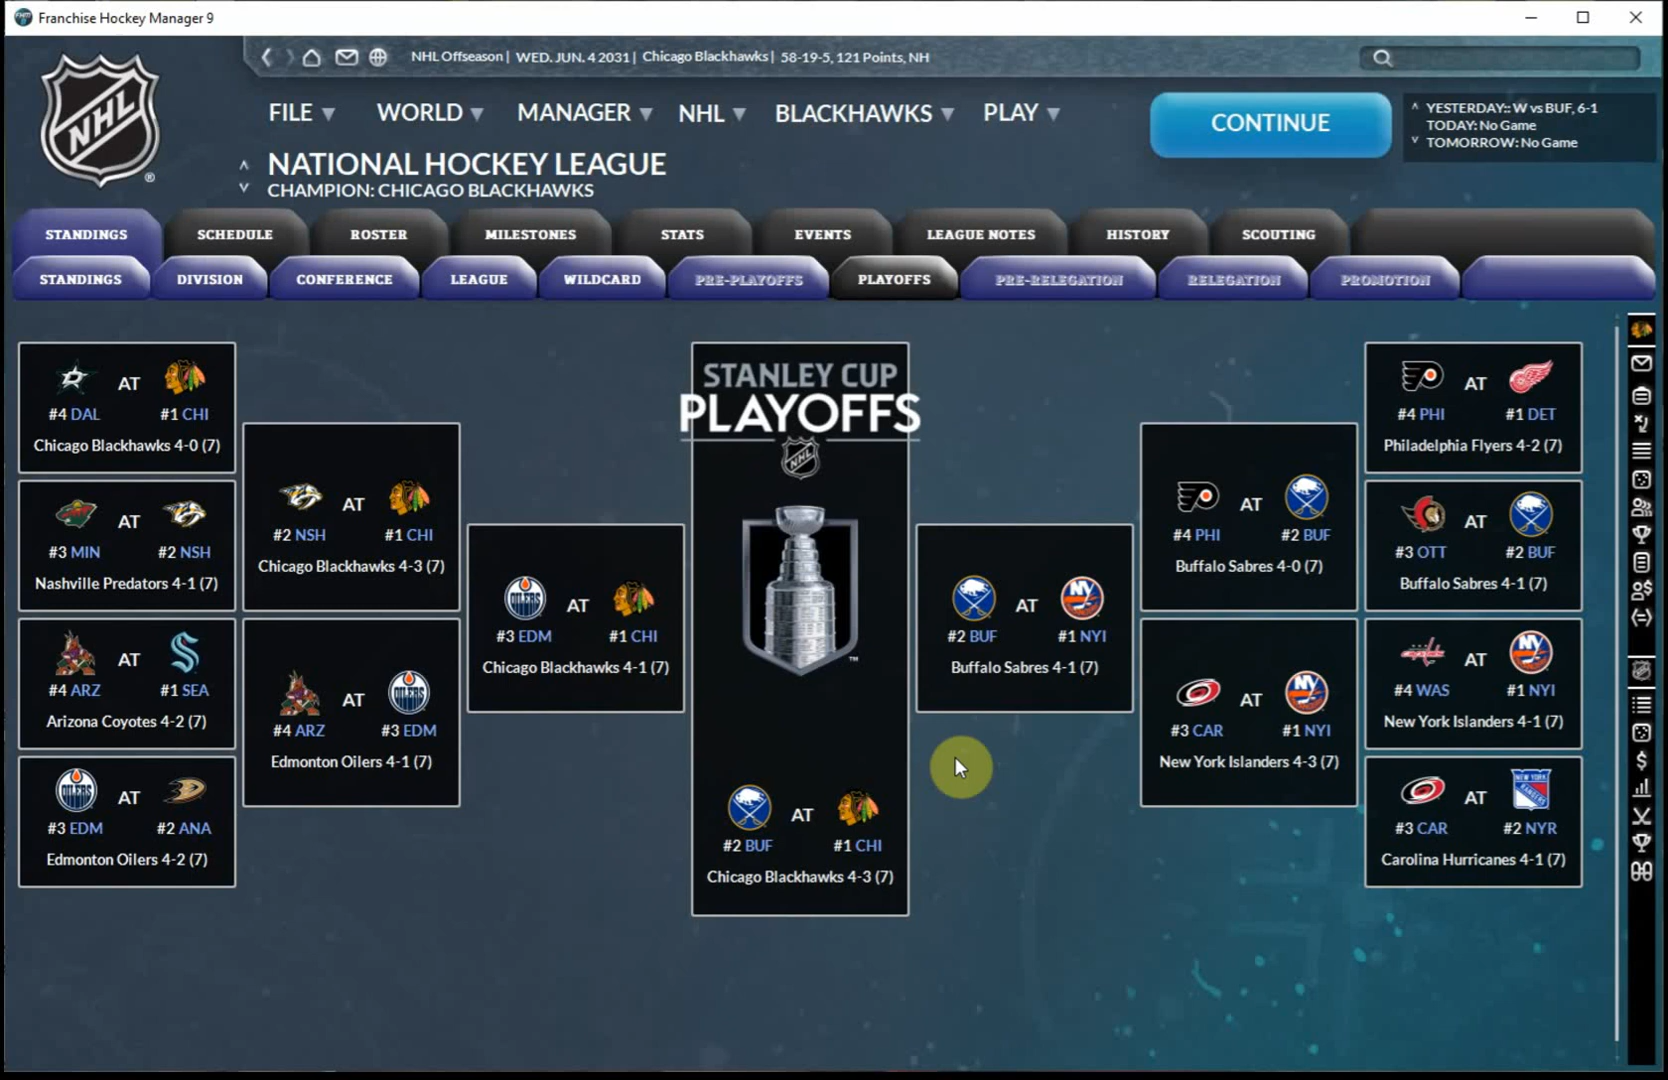 Franchise Hockey Manager 9
NHL Offseason | WED. JUN. 4 2031 | Chicago Blackhawks | 58-19-5, 121 Points, NH
NHL
®
FILE WORLD MANAGER NHL BLACKHAWKS PLAY
CONTINUE
YESTERDAY:: W vs BUF, 6-1
TODAY: No Game
TOMORROW: No Game
NATIONAL HOCKEY LEAGUE
CHAMPION: CHICAGO BLACKHAWKS
STANDINGS SCHEDULE ROSTER MILESTONES STATS EVENTS LEAGUE NOTES HISTORY SCOUTING
STANDINGS DIVISION CONFERENCE LEAGUE WILDCARD PRE-PLAYOFFS PLAYOFFS PRE-RELEGATION RELEGATION PROMOTION
AT
#4 DAL #1 CHI
Chicago Blackhawks 4-0 (7)
AT
#3 MIN #2 NSH
Nashville Predators 4-1 (7)
AT
#4 ARZ #1 SEA
Arizona Coyotes 4-2 (7)
OILERS AT
#3 EDM #2 ANA
Edmonton Oilers 4-2 (7)
AT
#2 NSH #1 CHI
Chicago Blackhawks 4-3 (7)
AT OILERS
#4 ARZ #3 EDM
Edmonton Oilers 4-1 (7)
OILERS AT
#3 EDM #1 CHI
Chicago Blackhawks 4-1 (7)
STANLEY CUP
PLAYOFFS
NHL
™
AT
#2 BUF #1 CHI
Chicago Blackhawks 4-3 (7)
AT NY
#2 BUF #1 NYI
Buffalo Sabres 4-1 (7)
AT
#4 PHI #2 BUF
Buffalo Sabres 4-0 (7)
AT NY
#3 CAR #1 NYI
New York Islanders 4-3 (7)
AT
#4 PHI #1 DET
Philadelphia Flyers 4-2 (7)
AT
#3 OTT #2 BUF
Buffalo Sabres 4-1 (7)
AT NY
#4 WAS #1 NYI
New York Islanders 4-1 (7)
AT NEW YORK
#3 CAR #2 NYR
Carolina Hurricanes 4-1 (7)